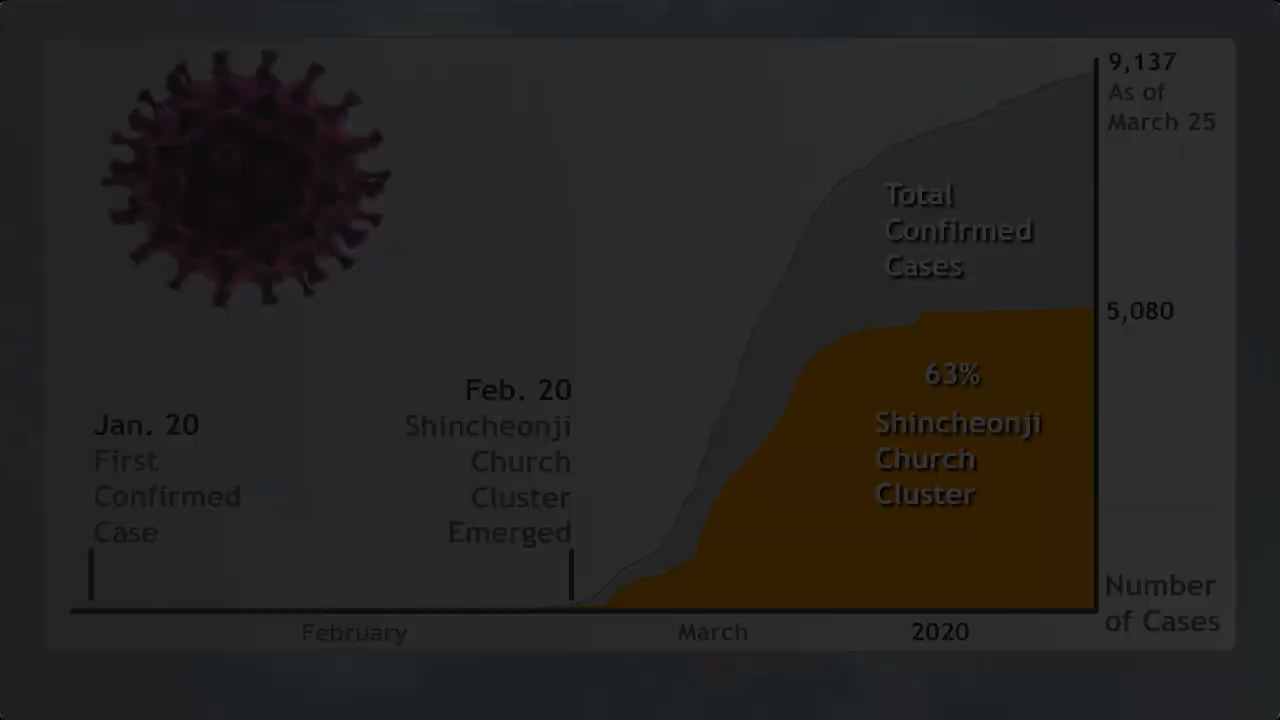 9,137
As of
March 25
Total
Confirmed
Cases
5,080
63%
Shincheonji
Church
Cluster
Feb. 20
Shincheonji
Church
Cluster
Emerged
Jan. 20
First
Confirmed
Case
Number
of Cases
February
March
2020